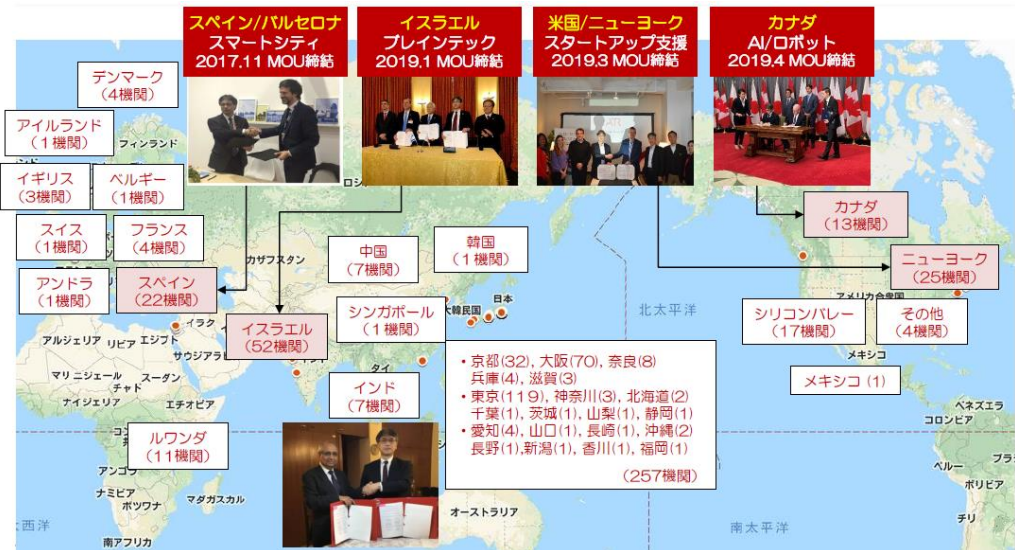 スペイン/バルセロナ
スマートシティ
2017.11 MOU締結
イスラエル
ブレインテック
2019.1 MOU締結
米国/ニューヨーク
スタートアップ支援
2019.3 MOU締結
カナダ
AI/ロボット
2019.4 MOU締結
デンマーク
(4機関)
アイルランド
(1機関)
フィンランド
イギリス
(3機関)
ベルギー
(1機関)
スイス
(1機関)
フランス
(4機関)
アンドラ
(1機関)
スペイン
(22機関)
イスラエル
(52機関)
中国
(7機関)
韓国
(1機関)
シンガポール
(1機関)
インド
(7機関)
ルワンダ
(11機関)
カナダ
(13機関)
ニューヨーク
(25機関)
シリコンバレー
(17機関)
その他
(4機関)
メキシコ (1)
・京都(32), 大阪(70), 奈良(8)
兵庫(4), 滋賀(3)
・東京(119), 神奈川(3), 北海道(2)
千葉(1), 茨城(1), 山梨(1), 静岡(1)
・愛知(4), 山口(1), 長崎(1), 沖縄(2)
長野(1),新潟(1), 香川(1), 福岡(1)
(257機関)
カザフスタン
大韓民国
日本
北太平洋
アメリカ合衆国
メキシコ
ベネズエラ
コロンビア
ペルー
ブラ
ボリビア
チリ
南太平洋
オーストラリア
タイ
イラク
アルジェリア
リビア
エジプト
サウジアラビ
マリ
ニジェール
チャド
スーダン
ナイジェリア
エチオピア
アンゴラ
ナミビア
ボツワナ
マダガスカル
南アフリカ
西洋
ATR